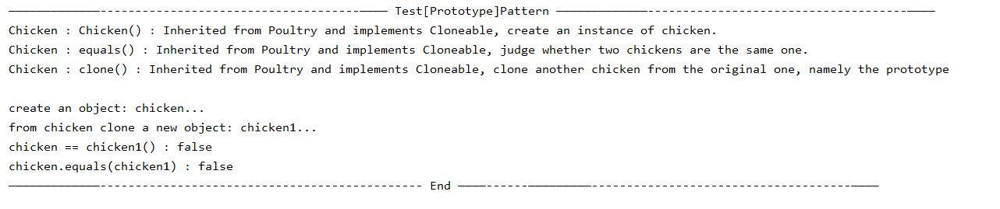 —————————————-------------------------------------———— Test[Prototype]Pattern —————————————-------------------------------------————
Chicken : Chicken() : Inherited from Poultry and implements Cloneable, create an instance of chicken.
Chicken : equals() : Inherited from Poultry and implements Cloneable, judge whether two chickens are the same one.
Chicken : clone() : Inherited from Poultry and implements Cloneable, clone another chicken from the original one, namely the prototype
create an object: chicken...
from chicken clone a new object: chicken1...
chicken == chicken1() : false
chicken.equals(chicken1) : false
—————————————---------------------------------------------- End ————------—————————-------------------------------------————